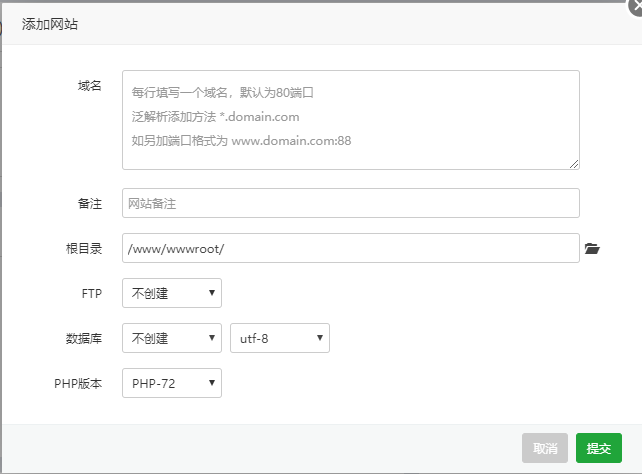 添加网站
域名
每行填写一个域名，默认为80端口
泛解析添加方法 *.domain.com
如另加端口格式为 www.domain.com:88
备注 网站备注
根目录 /www/wwwroot/
FTP 不创建
数据库 不创建 utf-8
PHP版本 PHP-72
取消 提交